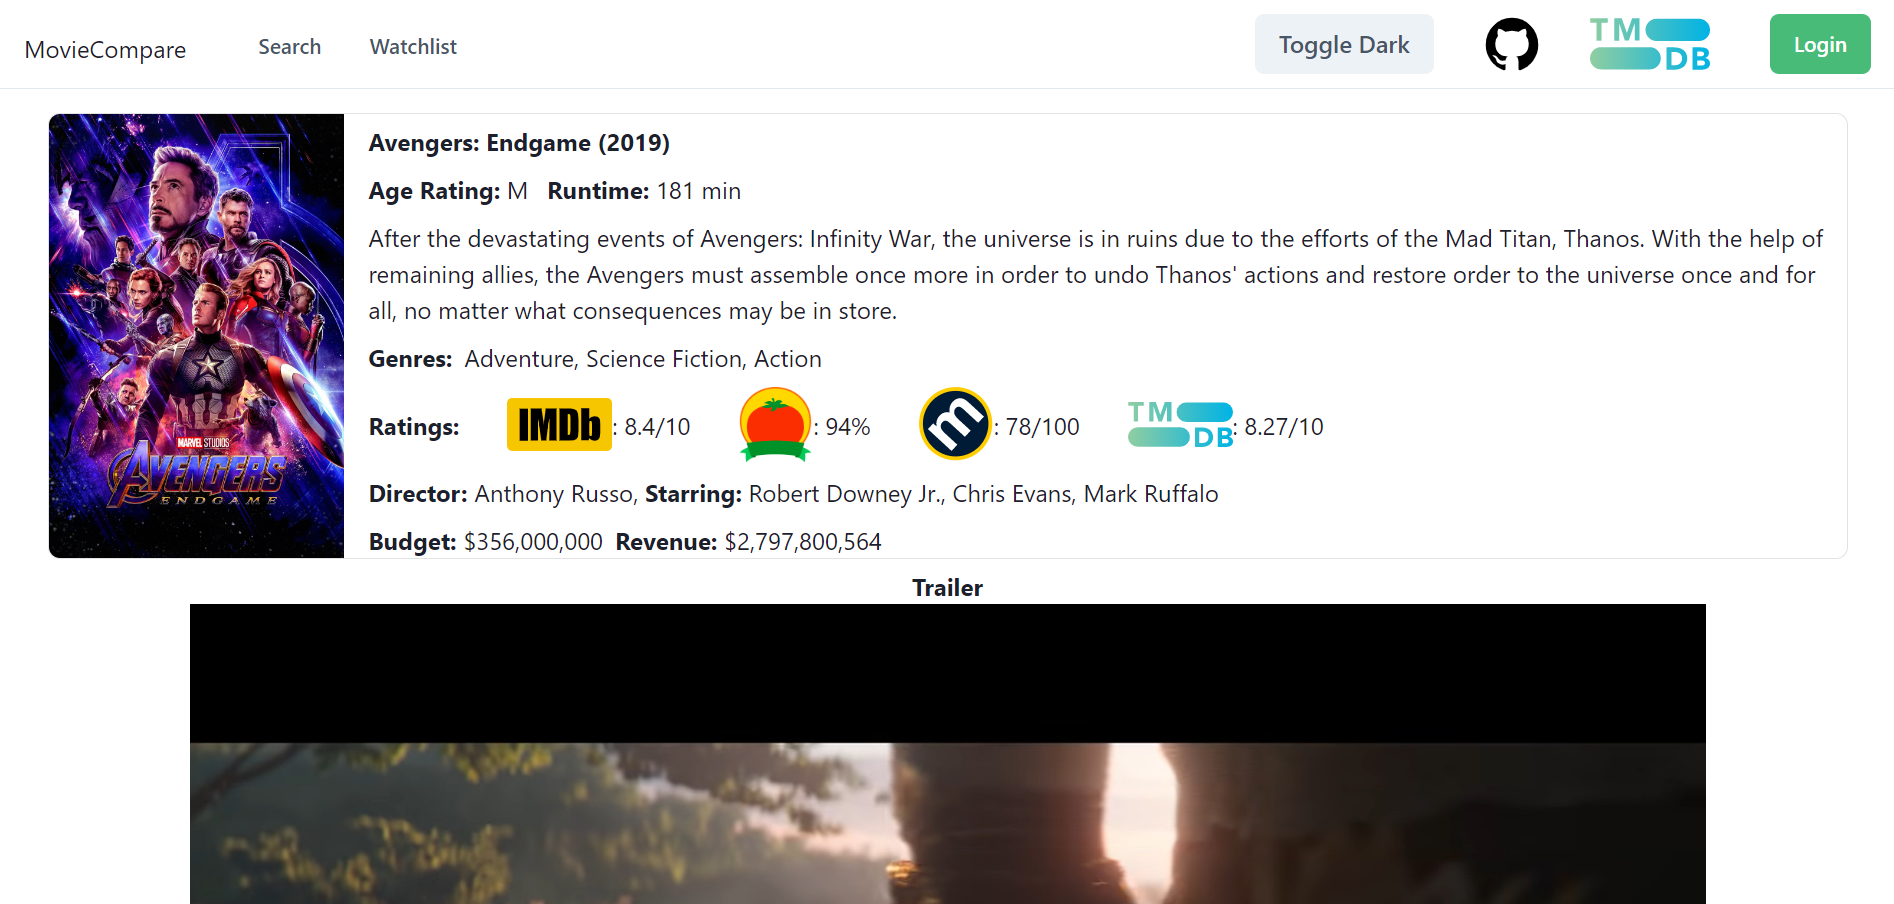 MovieCompare Search Watchlist Toggle Dark TMDB Login
Avengers: Endgame (2019)
Age Rating: M Runtime: 181 min
After the devastating events of Avengers: Infinity War, the universe is in ruins due to the efforts of the Mad Titan, Thanos. With the help of
remaining allies, the Avengers must assemble once more in order to undo Thanos' actions and restore order to the universe once and for
all, no matter what consequences may be in store.
Genres: Adventure, Science Fiction, Action
Ratings: IMDb : 8.4/10 : 94% m : 78/100 TMDB : 8.27/10
Director: Anthony Russo, Starring: Robert Downey Jr., Chris Evans, Mark Ruffalo
Budget: $356,000,000 Revenue: $2,797,800,564
MARVEL STUDIOS
AVENGERS
ENDGAME
Trailer